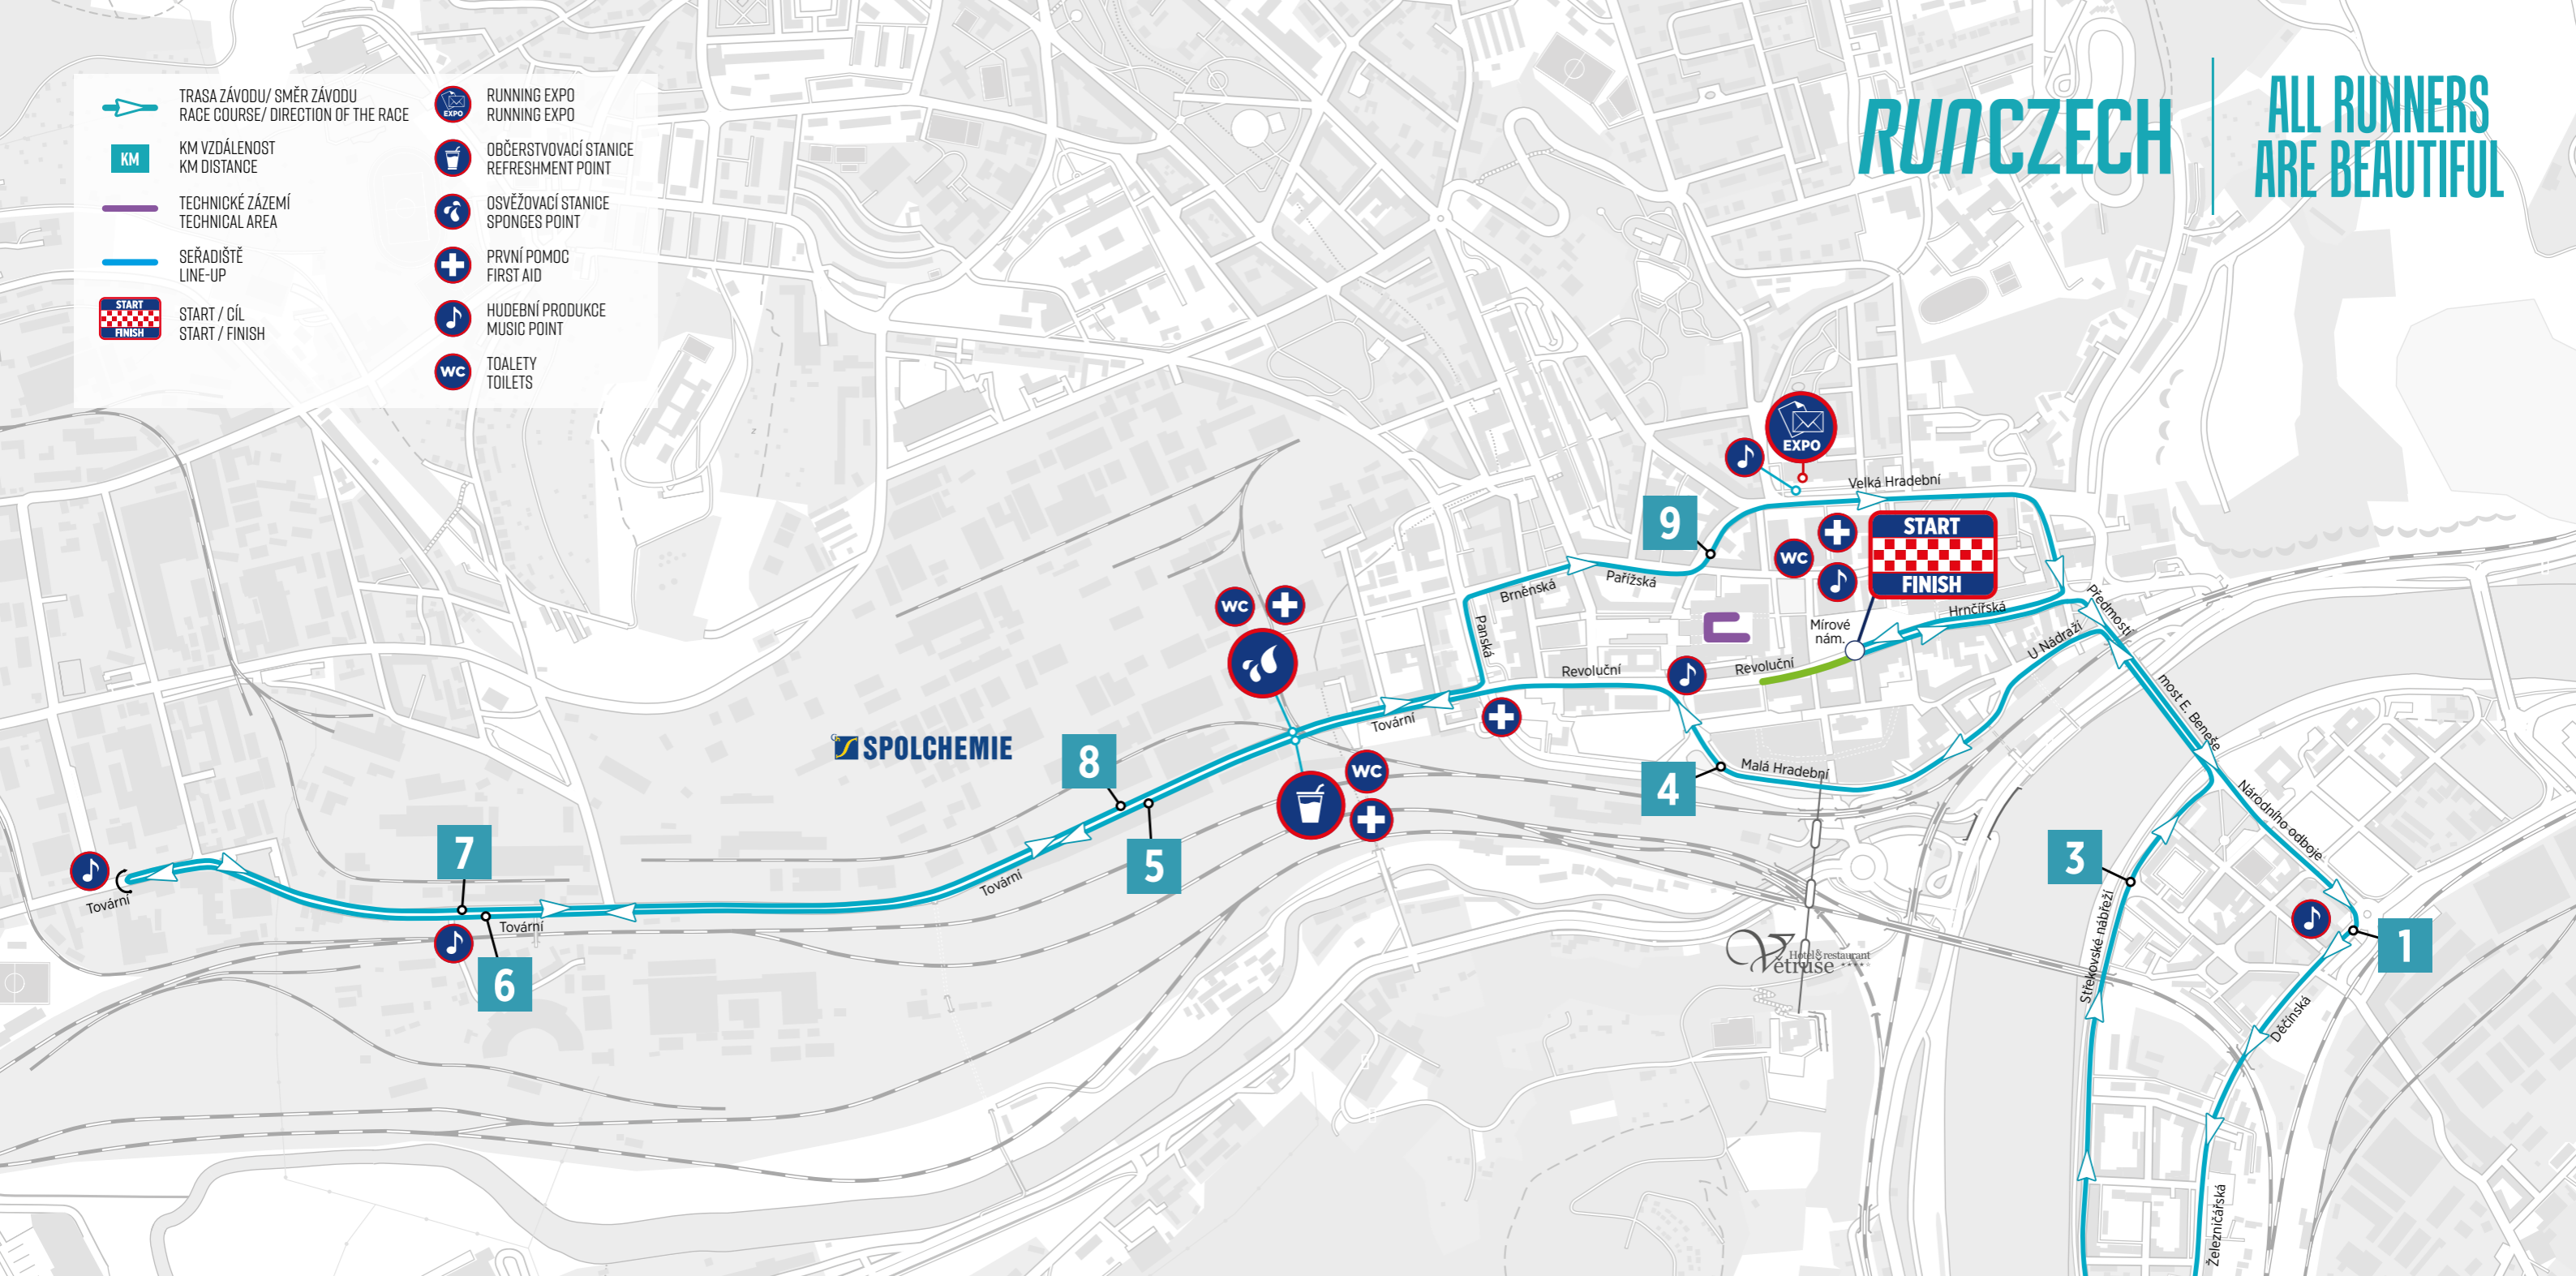 TRASA ZÁVODU/ SMĚR ZÁVODU
RACE COURSE/ DIRECTION OF THE RACE
KM
KM VZDÁLENOST
KM DISTANCE
TECHNICKÉ ZÁZEMÍ
TECHNICAL AREA
SEŘADIŠTĚ
LINE-UP
START
FINISH
START / CÍL
START / FINISH
EXPO
RUNNING EXPO
RUNNING EXPO
OBČERSTVOVACÍ STANICE
REFRESHMENT POINT
OSVĚŽOVACÍ STANICE
SPONGES POINT
PRVNÍ POMOC
FIRST AID
HUDEBNÍ PRODUKCE
MUSIC POINT
WC
TOALETY
TOILETS
RUNCZECH
ALL RUNNERS
ARE BEAUTIFUL
EXPO
Velká Hradební
9
START
FINISH
WC
Pařížská
Brněnská
Panská
Hrnčířská
Předmostí
Mírové
nám.
U Nádraží
Revoluční
Revoluční
WC
Tovární
most E. Beneše
SPOLCHEMIE
8
WC
4
Malá Hradební
Národního odboje
5
3
7
Tovární
Tovární
Tovární
6
Střekovské nábřeží
1
Hotel & restaurant
Větruše
Děčínská
Železničářská